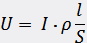 U = I · ρ l/S